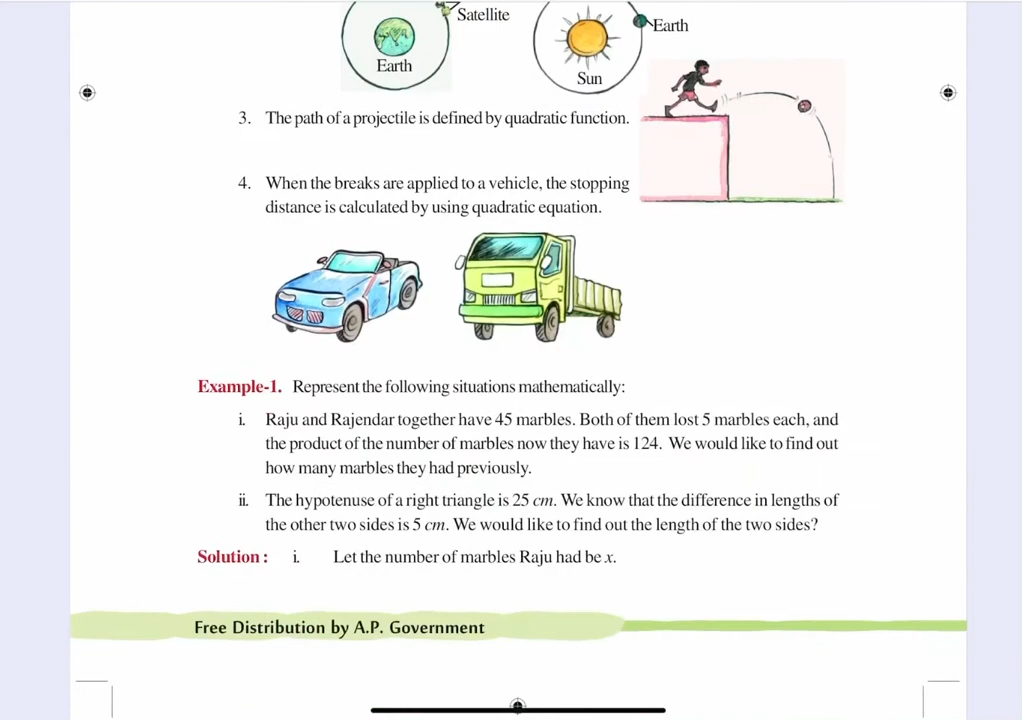 Satellite
Earth
Earth
Sun
3. The path of a projectile is defined by quadratic function.
4. When the breaks are applied to a vehicle, the stopping
distance is calculated by using quadratic equation.
Example-1. Represent the following situations mathematically:
i. Raju and Rajendar together have 45 marbles. Both of them lost 5 marbles each, and
the product of the number of marbles now they have is 124. We would like to find out
how many marbles they had previously.
ii. The hypotenuse of a right triangle is 25 cm. We know that the difference in lengths of
the other two sides is 5 cm. We would like to find out the length of the two sides?
Solution : i. Let the number of marbles Raju had be x.
Free Distribution by A.P. Government